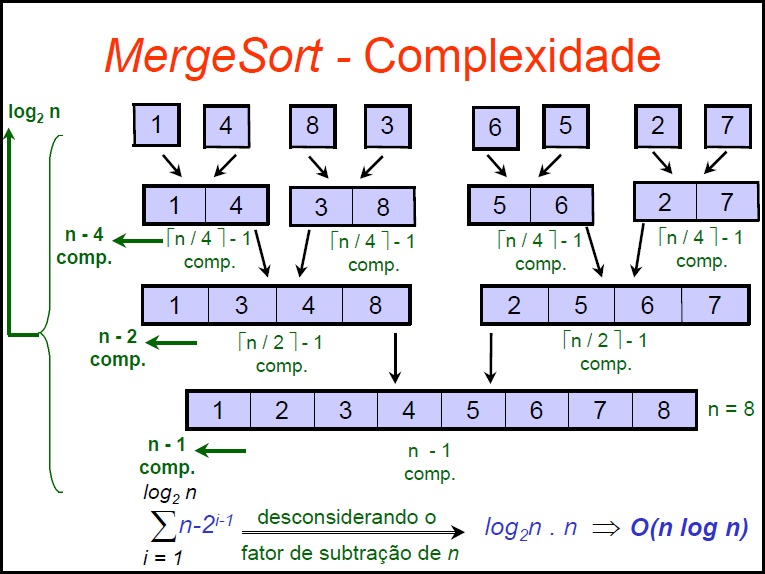 MergeSort - Complexidade
log₂ n
1 4 8 3 6 5 2 7
1 4 3 8 5 6 2 7
n - 4
comp.
⌈n / 4⌉ - 1
comp.
⌈n / 4⌉ - 1
comp.
⌈n / 4⌉ - 1
comp.
⌈n / 4⌉ - 1
comp.
1 3 4 8 2 5 6 7
n - 2
comp.
⌈n / 2⌉ - 1
comp.
⌈n / 2⌉ - 1
comp.
1 2 3 4 5 6 7 8 n = 8
n - 1
comp.
n - 1
comp.
log₂ n
∑ n-2^{i-1}
i = 1
desconsiderando o
fator de subtração de n
log₂n . n ⇒ O(n log n)